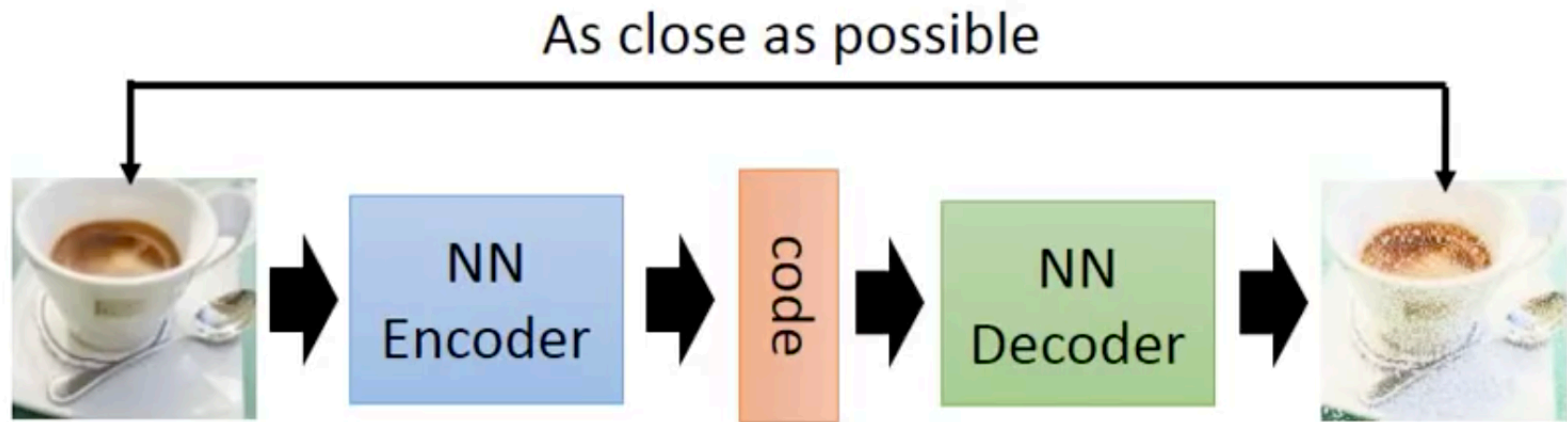 As close as possible
NN
Encoder
code
NN
Decoder